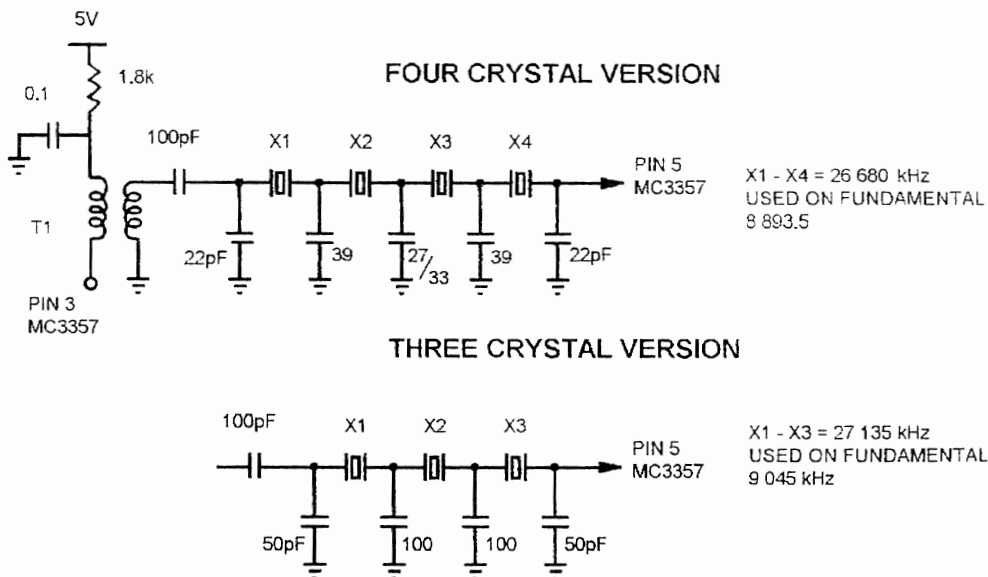 5V
1.8k
FOUR CRYSTAL VERSION
0.1
100pF
X1
X2
X3
X4
PIN 5
MC3357
X1 - X4 = 26 680 kHz
USED ON FUNDAMENTAL
8 893.5
T1
22pF
39
27/33
39
22pF
PIN 3
MC3357
THREE CRYSTAL VERSION
100pF
X1
X2
X3
PIN 5
MC3357
X1 - X3 = 27 135 kHz
USED ON FUNDAMENTAL
9 045 kHz
50pF
100
100
50pF